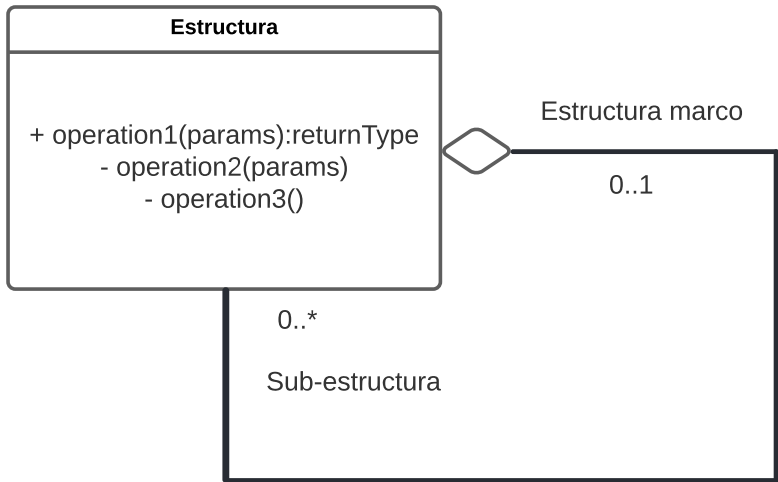 Estructura
+ operation1(params):returnType
- operation2(params)
- operation3()
Estructura marco
0..1
0..*
Sub-estructura